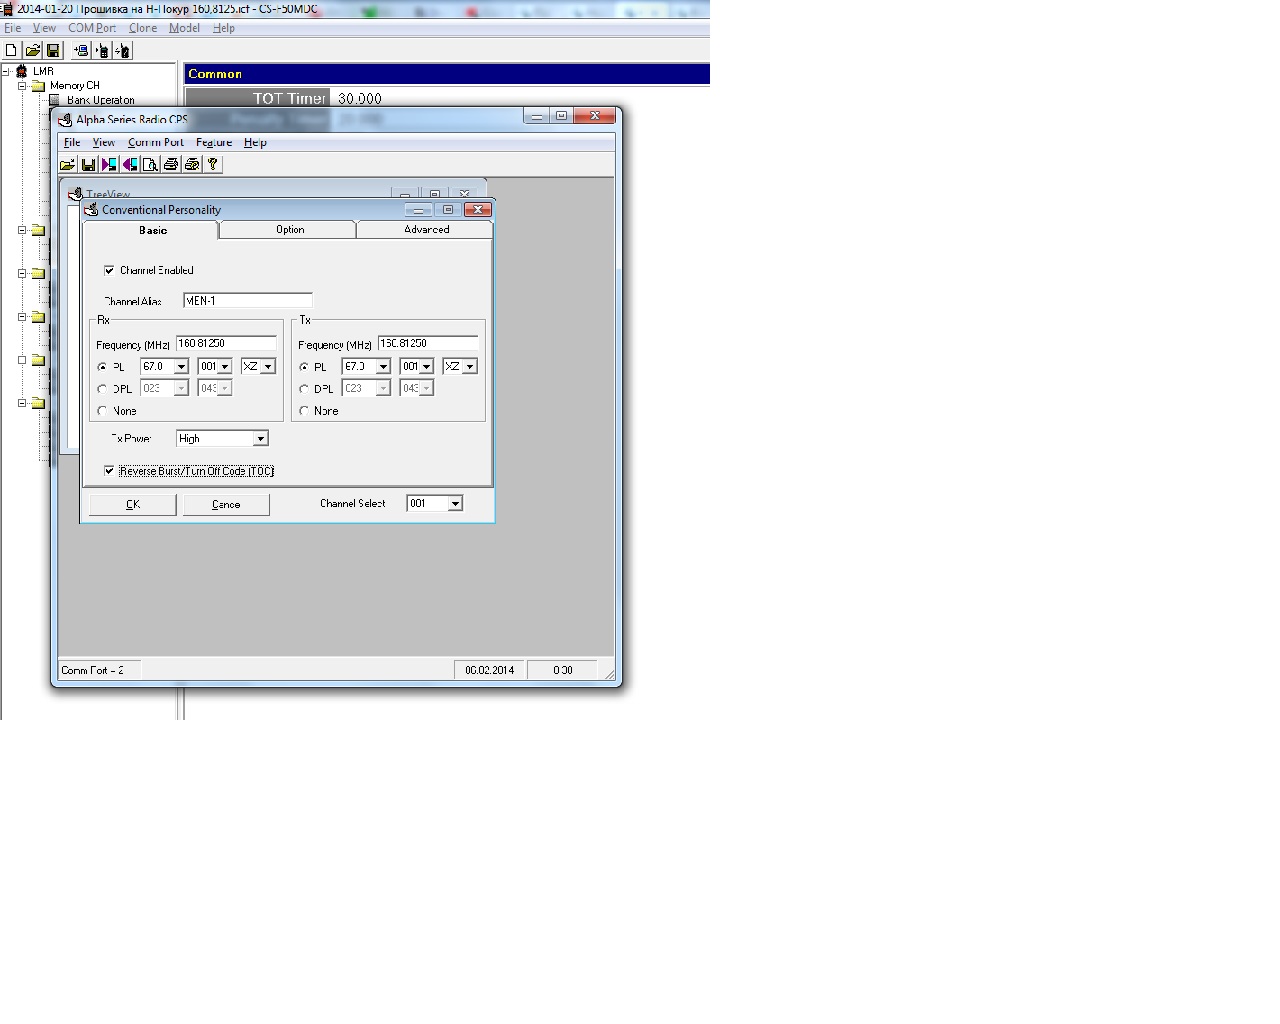 2014-01-20 Прошивка на Н-Покур 160,8125.icf - CS-F50MDC
File View COM Port Clone Model Help
LMR
Memory CH
Bank Operation
Common
TOT Timer 30.000
Penalty Timer
Alpha Series Radio CPS
File View Comm Port Feature Help
TreeView
Conventional Personality
Basic Option Advanced
Channel Enabled
Channel Alias MEN-1
Rx Tx
Frequency (MHz) 160.81250 Frequency (MHz) 160.81250
PL 67.0 001 XZ PL 67.0 001 XZ
DPL 023 043 DPL 023 043
None None
Tx Power High
Reverse Burst/Turn Off Code (TOC)
OK Cancel Channel Select 001
Comm Port - 2 06.02.2014 0:30